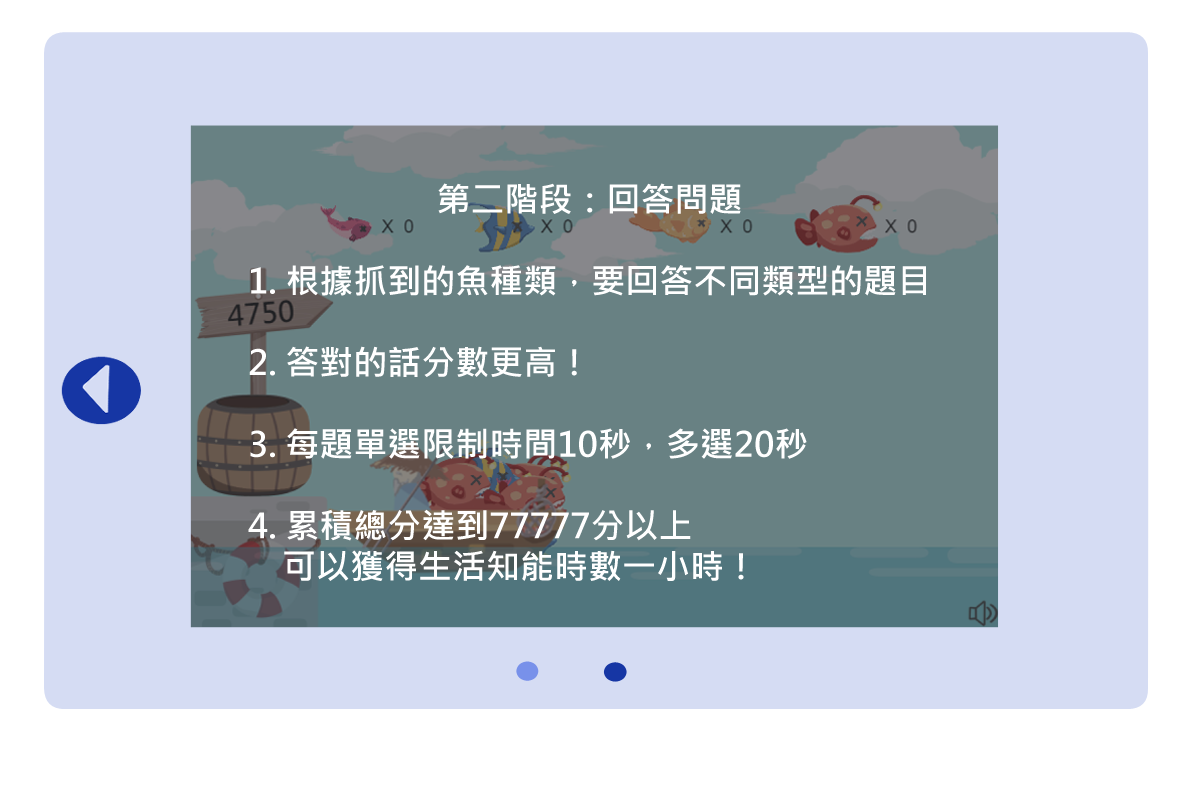 第二階段：回答問題
X 0 X 0 X 0 X 0
1. 根據抓到的魚種類，要回答不同類型的題目
4750
2. 答對的話分數更高！
3. 每題單選限制時間10秒，多選20秒
4. 累積總分達到77777分以上
可以獲得生活知能時數一小時！